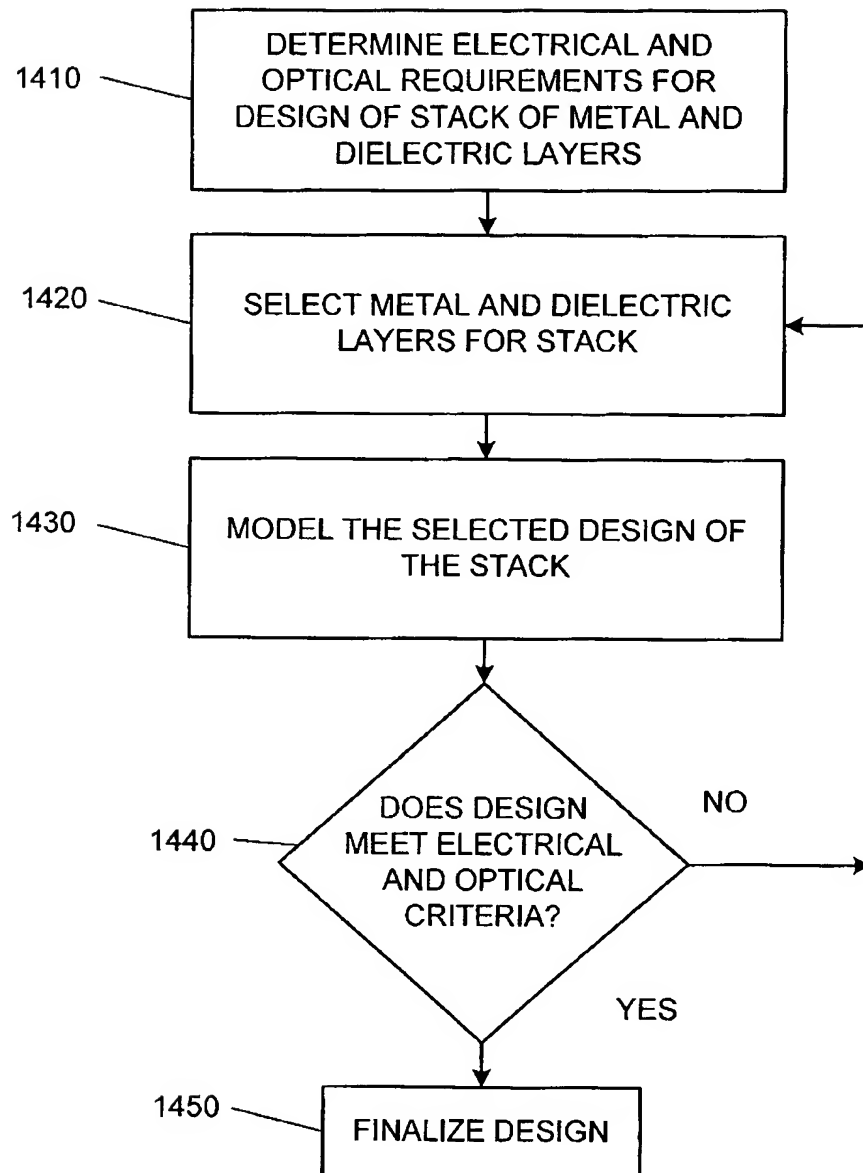 1410
DETERMINE ELECTRICAL AND
OPTICAL REQUIREMENTS FOR
DESIGN OF STACK OF METAL AND
DIELECTRIC LAYERS
1420
SELECT METAL AND DIELECTRIC
LAYERS FOR STACK
1430
MODEL THE SELECTED DESIGN OF
THE STACK
1440
DOES DESIGN
MEET ELECTRICAL
AND OPTICAL
CRITERIA?
NO
YES
1450
FINALIZE DESIGN